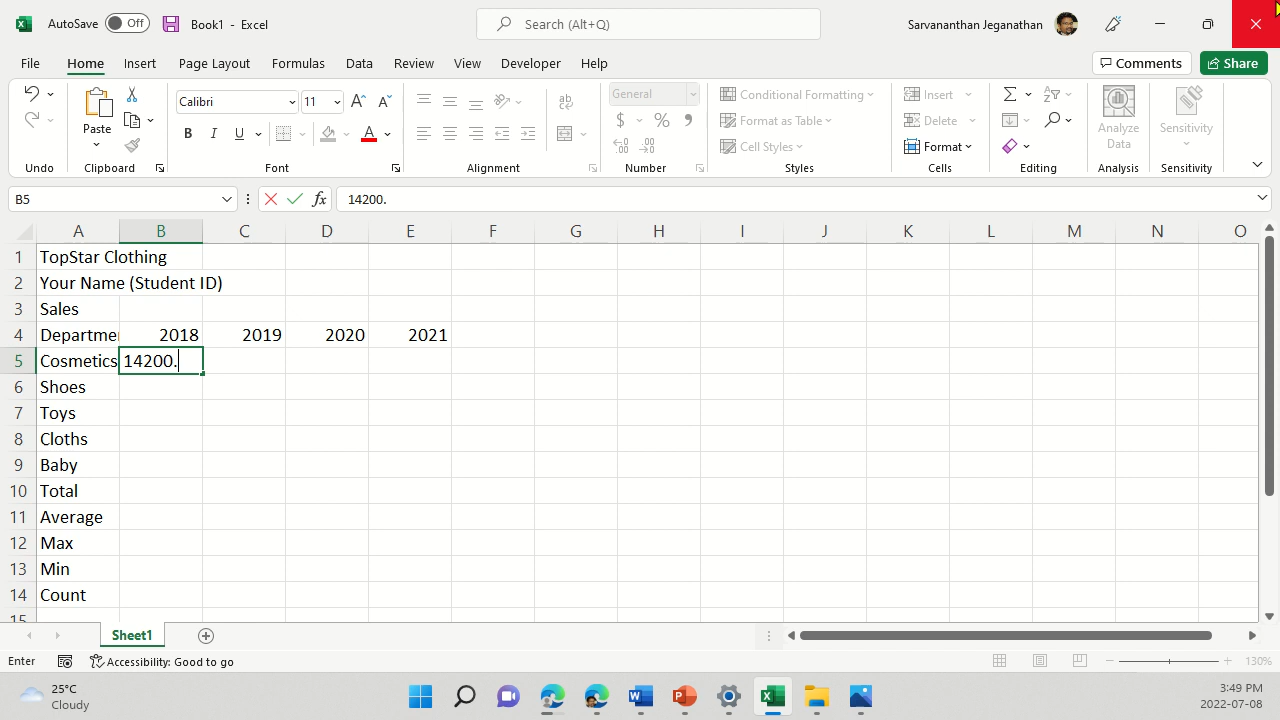 AutoSave Off Book1 - Excel Search (Alt+Q) Sarvananthan Jeganathan
File Home Insert Page Layout Formulas Data Review View Developer Help Comments Share
Paste Calibri 11 General Conditional Formatting Insert Analyze Data Sensitivity
B I U A $ % Format as Table Delete
Cell Styles Format
Undo Clipboard Font Alignment Number Styles Cells Editing Analysis Sensitivity
B5 fx 14200.
A B C D E F G H I J K L M N O
1 TopStar Clothing
2 Your Name (Student ID)
3 Sales
4 Departme 2018 2019 2020 2021
5 Cosmetics 14200.
6 Shoes
7 Toys
8 Cloths
9 Baby
10 Total
11 Average
12 Max
13 Min
14 Count
15
Sheet1
Enter Accessibility: Good to go 130%
25°C 3:49 PM
Cloudy 2022-07-08